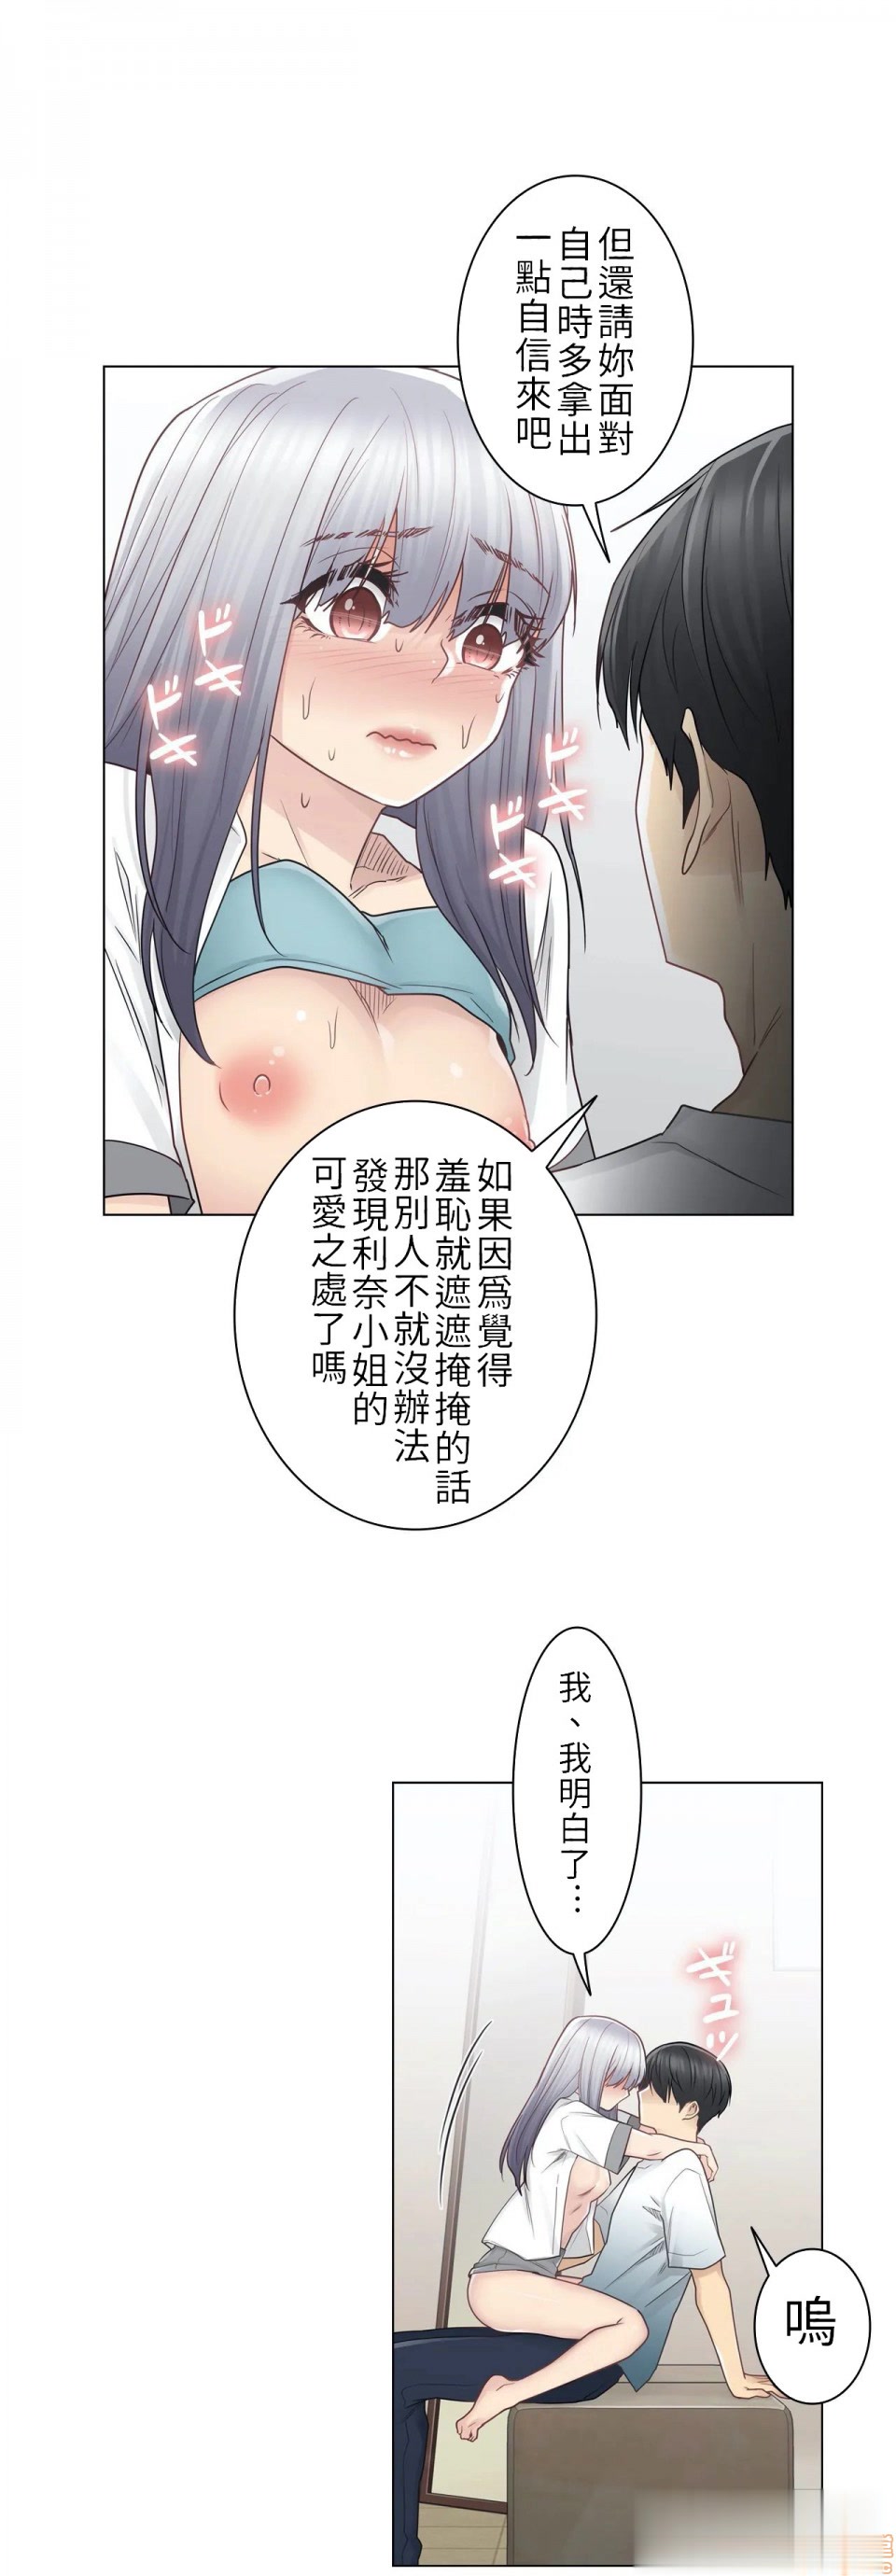 但還請妳面對
自己時多拿出
一點自信來吧
ドキ
ドキ
ドキ
ドキ
如果因為覺得
羞恥就遮遮掩掩的話
那別人不就沒辦法
發現利奈小姐的
可愛之處了嗎
我、我明白了…
ギュッ
嗚